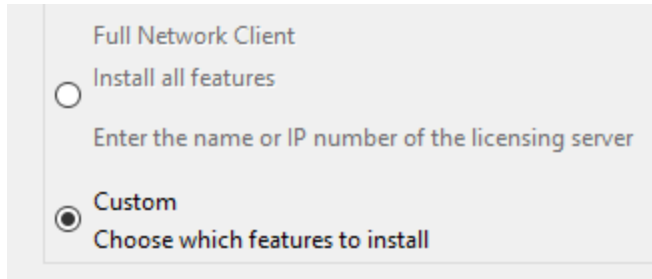 Full Network Client
Install all features
Enter the name or IP number of the licensing server
Custom
Choose which features to install